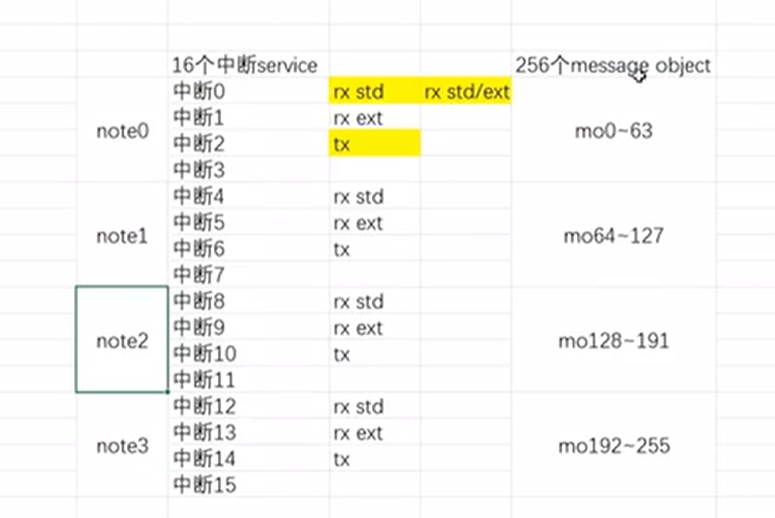 16个中断service 256个message object
中断0 rx std rx std/ext
中断1 rx ext
note0 mo0~63
中断2 tx
中断3
中断4 rx std
中断5 rx ext
note1 mo64~127
中断6 tx
中断7
中断8 rx std
中断9 rx ext
note2 mo128~191
中断10 tx
中断11
中断12 rx std
中断13 rx ext
note3 mo192~255
中断14 tx
中断15